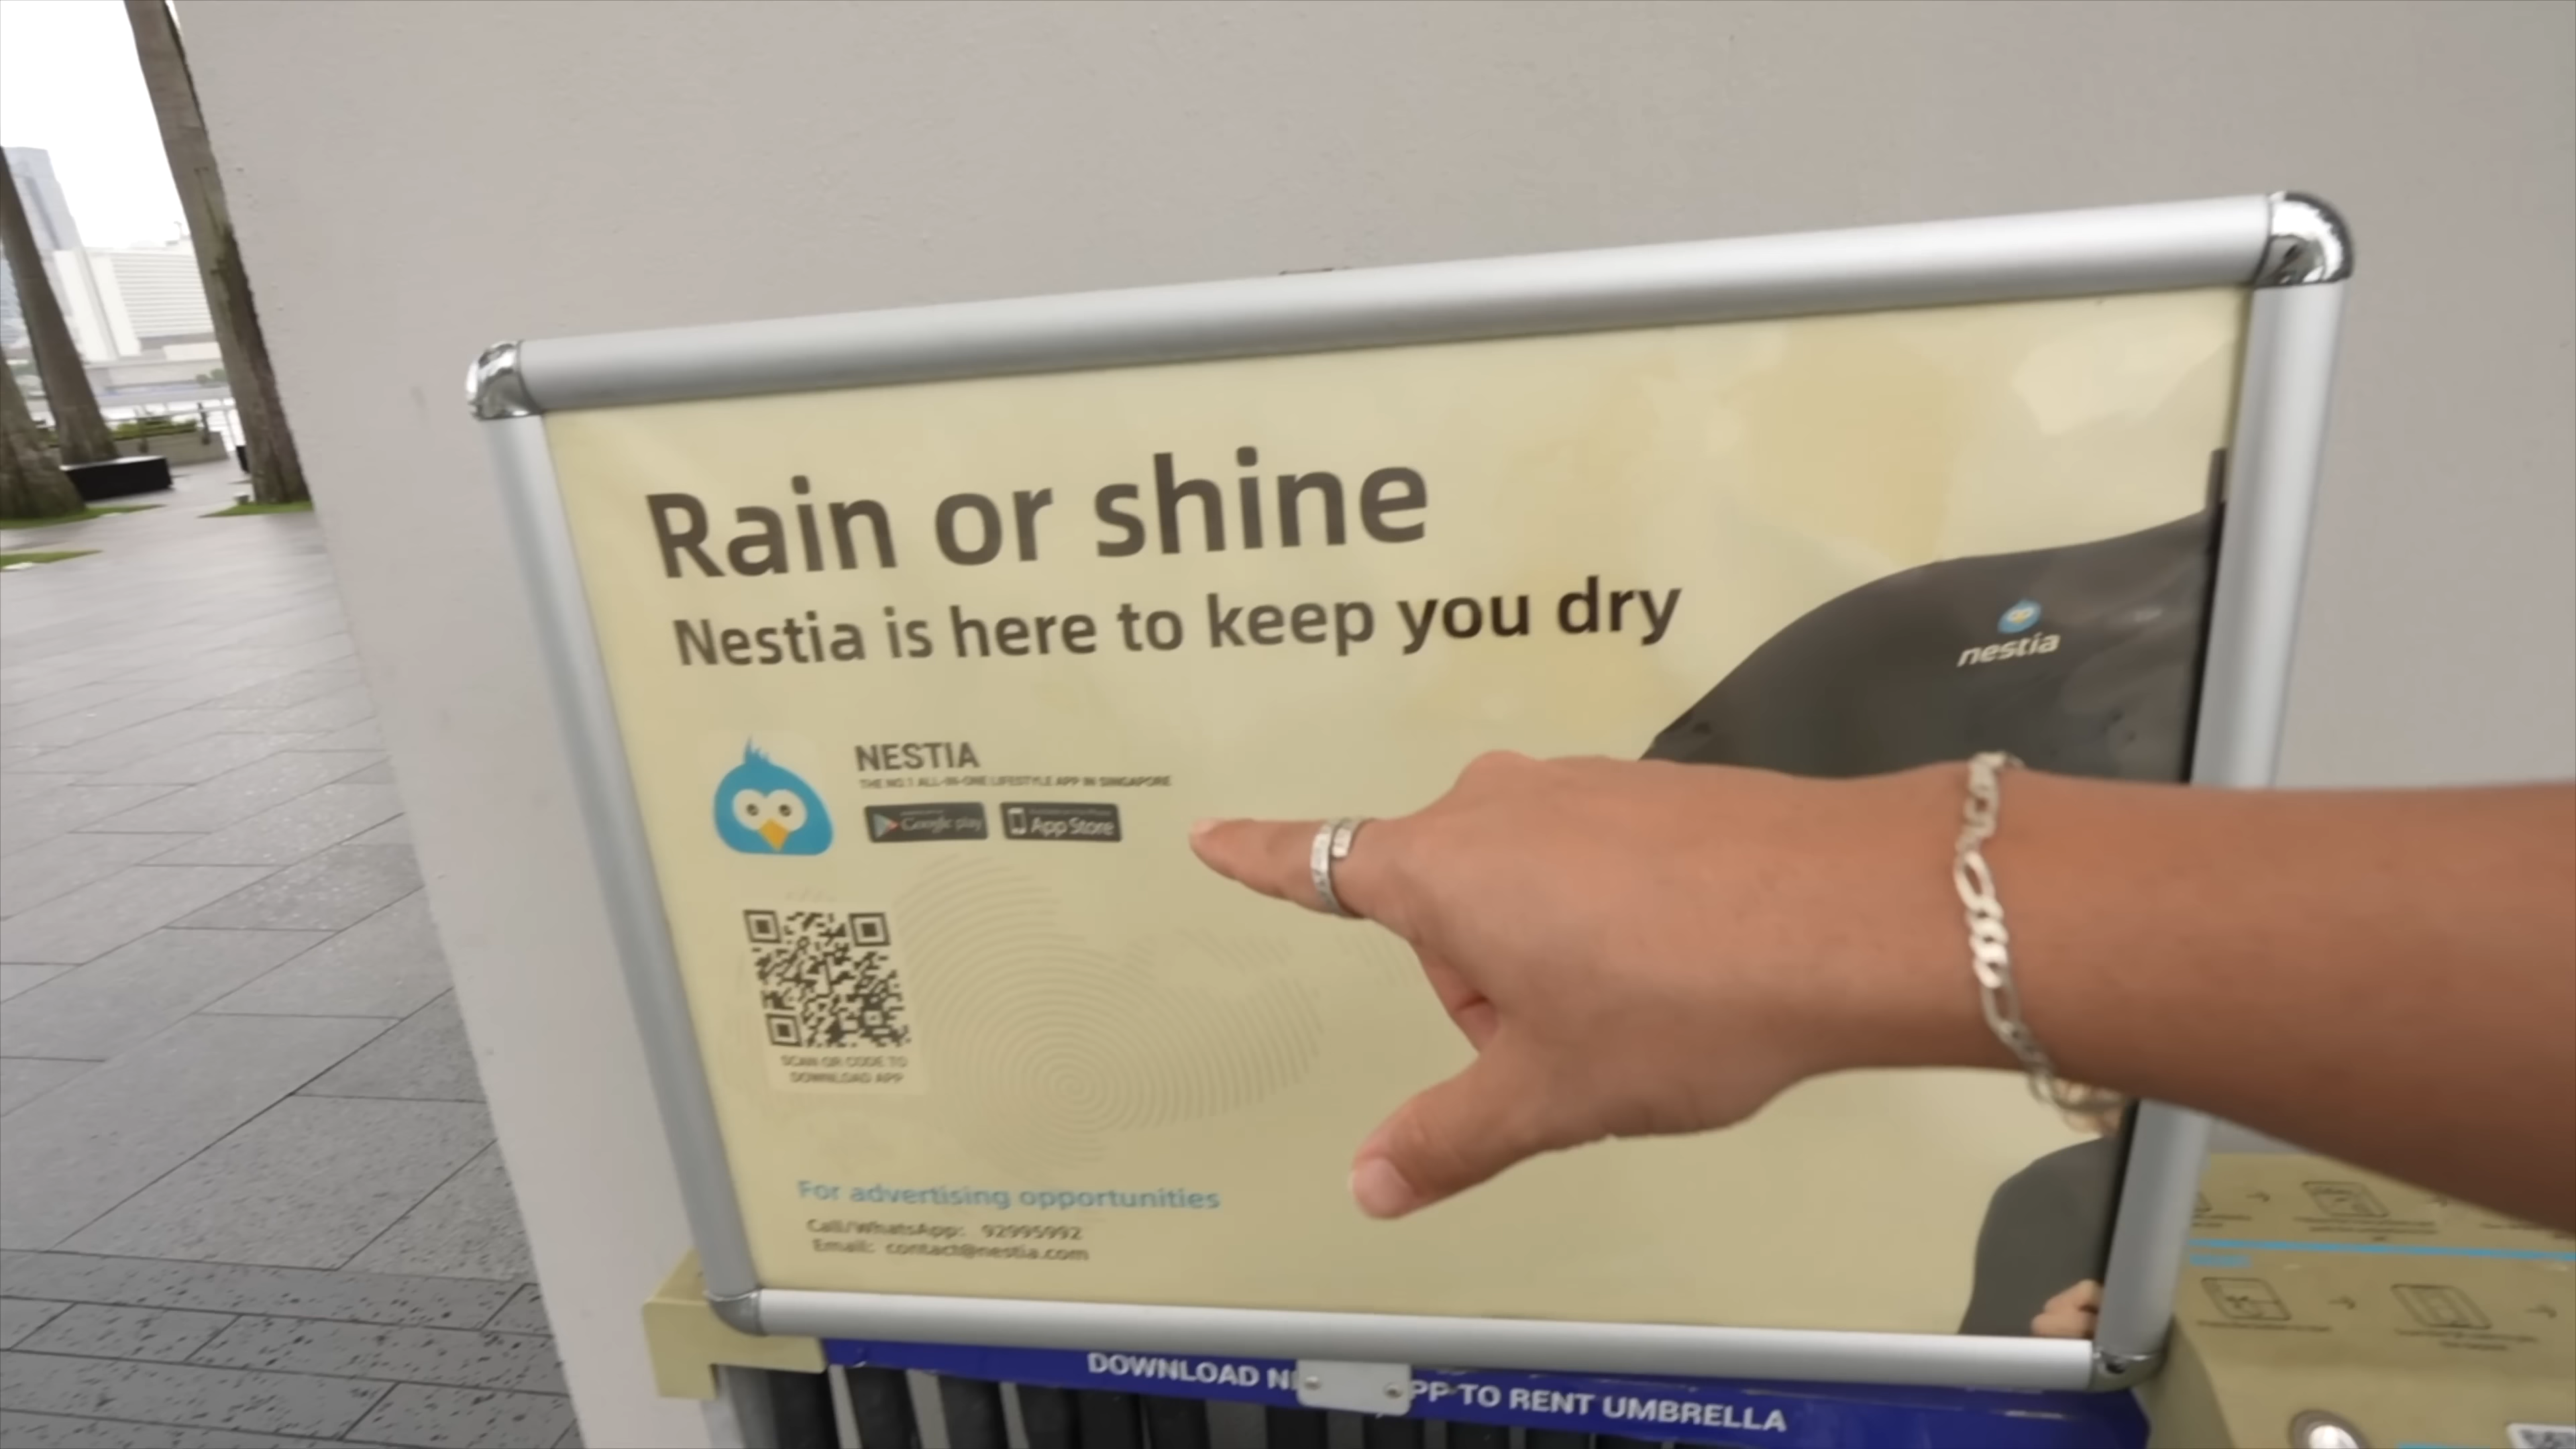 Rain or shine
Nestia is here to keep you dry
nestia
NESTIA
THE NO 1 ALL-IN-ONE LIFESTYLE APP IN SINGAPORE
Google play
App Store
SCAN QR CODE TO
DOWNLOAD APP
For advertising opportunities
Call/WhatsApp: 92995992
Email: contact@nestia.com
DOWNLOAD TO RENT UMBRELLA